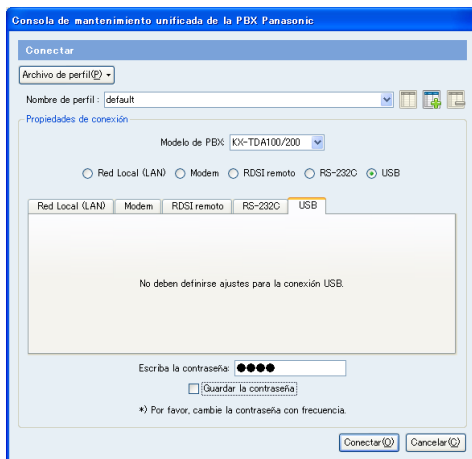 Consola de mantenimiento unificada de la PBX Panasonic
Conectar
Archivo de perfil(P)
Nombre de perfil : default
Propiedades de conexión
Modelo de PBX: KX-TDA100/200
Red Local (LAN) Modem RDSI remoto RS-232C USB
Red Local (LAN) Modem RDSI remoto RS-232C USB
No deben definirse ajustes para la conexión USB.
Escriba la contraseña: ●●●●
Guardar la contraseña
*) Por favor, cambie la contraseña con frecuencia.
Conectar(O) Cancelar(C)